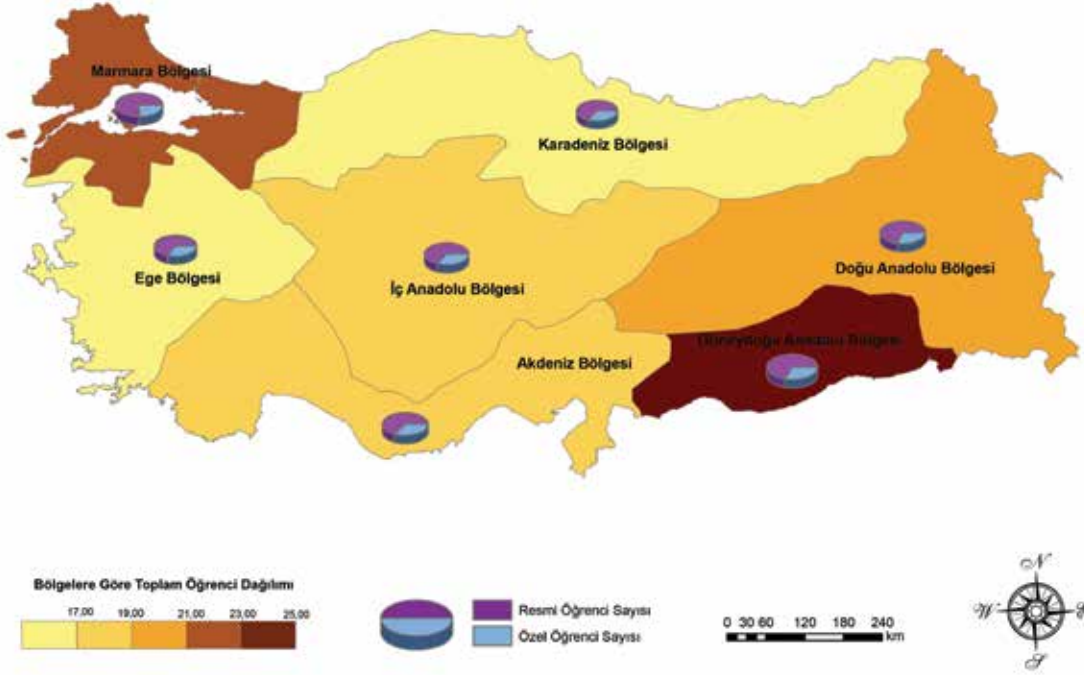 Marmara Bölgesi
Karadeniz Bölgesi
Ege Bölgesi
İç Anadolu Bölgesi
Doğu Anadolu Bölgesi
Güneydoğu Anadolu Bölgesi
Akdeniz Bölgesi
Bölgelere Göre Toplam Öğrenci Dağılımı
17,00 19,00 21,00 23,00 25,00
Resmi Öğrenci Sayısı
Özel Öğrenci Sayısı
0 30 60 120 180 240
km
N
W
S